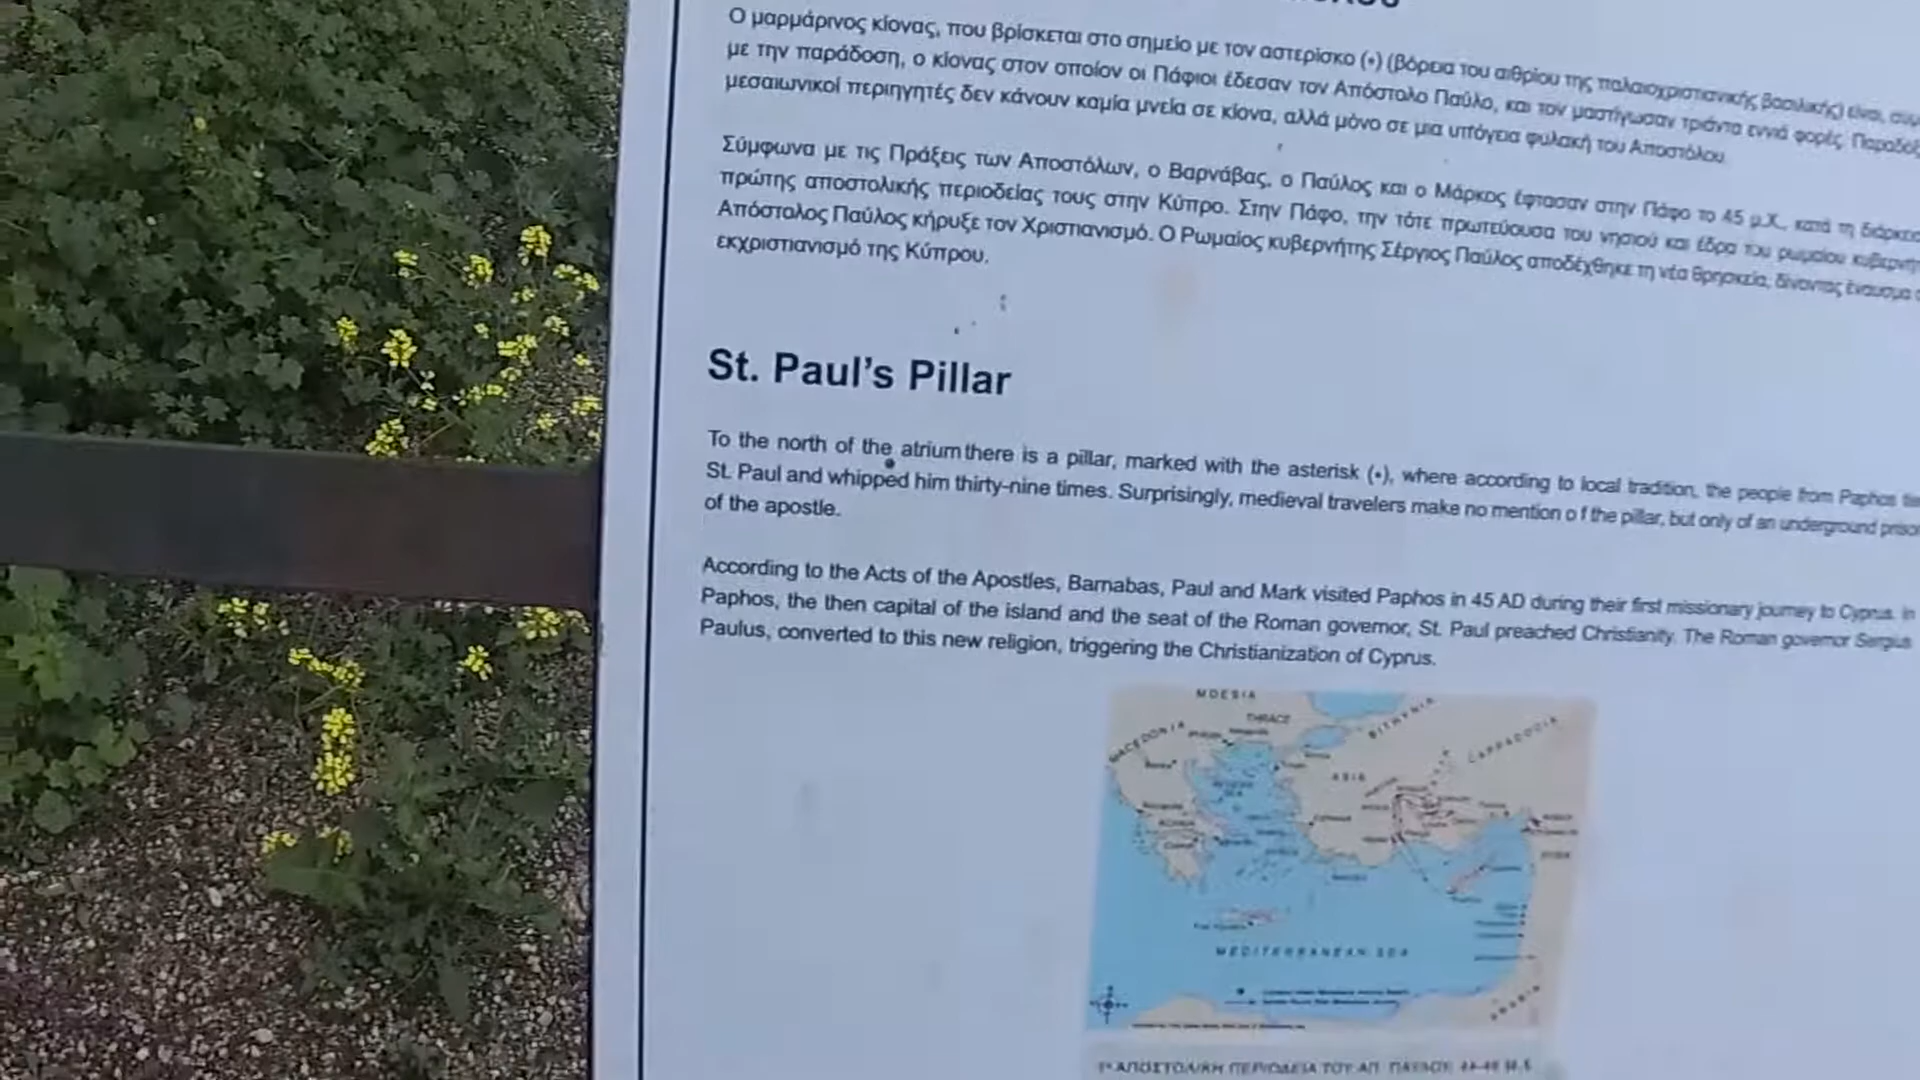 Ο μαρμάρινος κίονας, που βρίσκεται στο σημείο με τον αστερίσκο (•) (βόρεια του αιθρίου της παλαιοχριστιανικής βασιλικής) είναι,
με την παράδοση, ο κίονας στον οποίον οι Πάφιοι έδεσαν τον Απόστολο Παύλο, και τον μαστίγωσαν τριάντα εννιά φορές.
μεσαιωνικοί περιηγητές δεν κάνουν καμία μνεία σε κίονα, αλλά μόνο σε μια υπόγεια φυλακή του Αποστόλου.
Σύμφωνα με τις Πράξεις των Αποστόλων, ο Βαρνάβας, ο Παύλος και ο Μάρκος έφτασαν στην Πάφο το 45 μ.Χ., κατά τη
πρώτης αποστολικής περιοδείας τους στην Κύπρο. Στην Πάφο, την τότε πρωτεύουσα του νησιού και έδρα του ρωμαίου
Απόστολος Παύλος κήρυξε τον Χριστιανισμό. Ο Ρωμαίος κυβερνήτης Σέργιος Παύλος αποδέχθηκε τη νέα θρησκεία, δίνοντας έναυσμα
εκχριστιανισμό της Κύπρου.
St. Paul's Pillar
To the north of the atrium there is a pillar, marked with the asterisk (•), where according to local tradition, the people from Paphos
St. Paul and whipped him thirty-nine times. Surprisingly, medieval travelers make no mention o f the pillar, but only of an underground
of the apostle.
According to the Acts of the Apostles, Barnabas, Paul and Mark visited Paphos in 45 AD during their first missionary journey to Cyprus. In
Paphos, the then capital of the island and the seat of the Roman governor, St. Paul preached Christianity. The Roman governor Sergius
Paulus, converted to this new religion, triggering the Christianization of Cyprus.
MOESIA
THRACE
BITHYNIA
MACEDONIA
CAPPADOCIA
ASIA
MEDITERRANEAN SEA
ARABIA
1η ΑΠΟΣΤΟΛΙΚΗ ΠΕΡΙΟΔΕΙΑ ΤΟΥ ΑΠ. ΠΑΥΛΟΥ